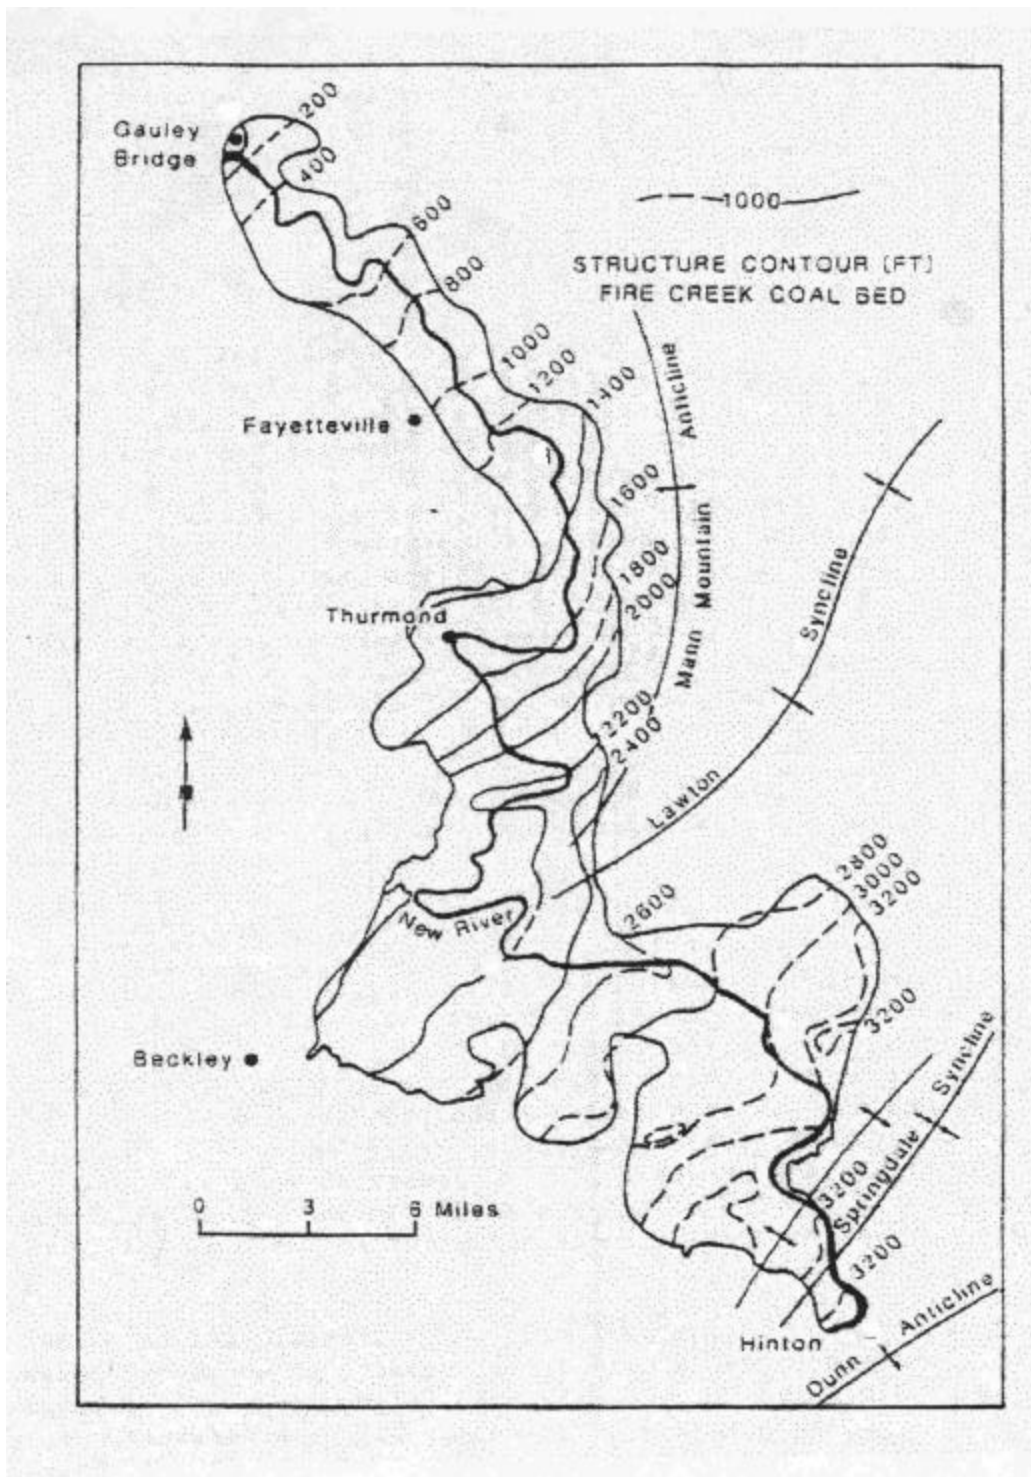 Gauley
Bridge
200
400
600
800
1000
STRUCTURE CONTOUR (FT)
FIRE CREEK COAL BED
1000
1200
1400
Fayetteville
Mann Mountain Anticline
1600
1800
2000
Thurmond
2200
2400
Lawton Syncline
New River
2600
2800
3000
3200
3200
Beckley
0 3 6 Miles
3200
Springdale Syncline
3200
Hinton
Dunn Anticline